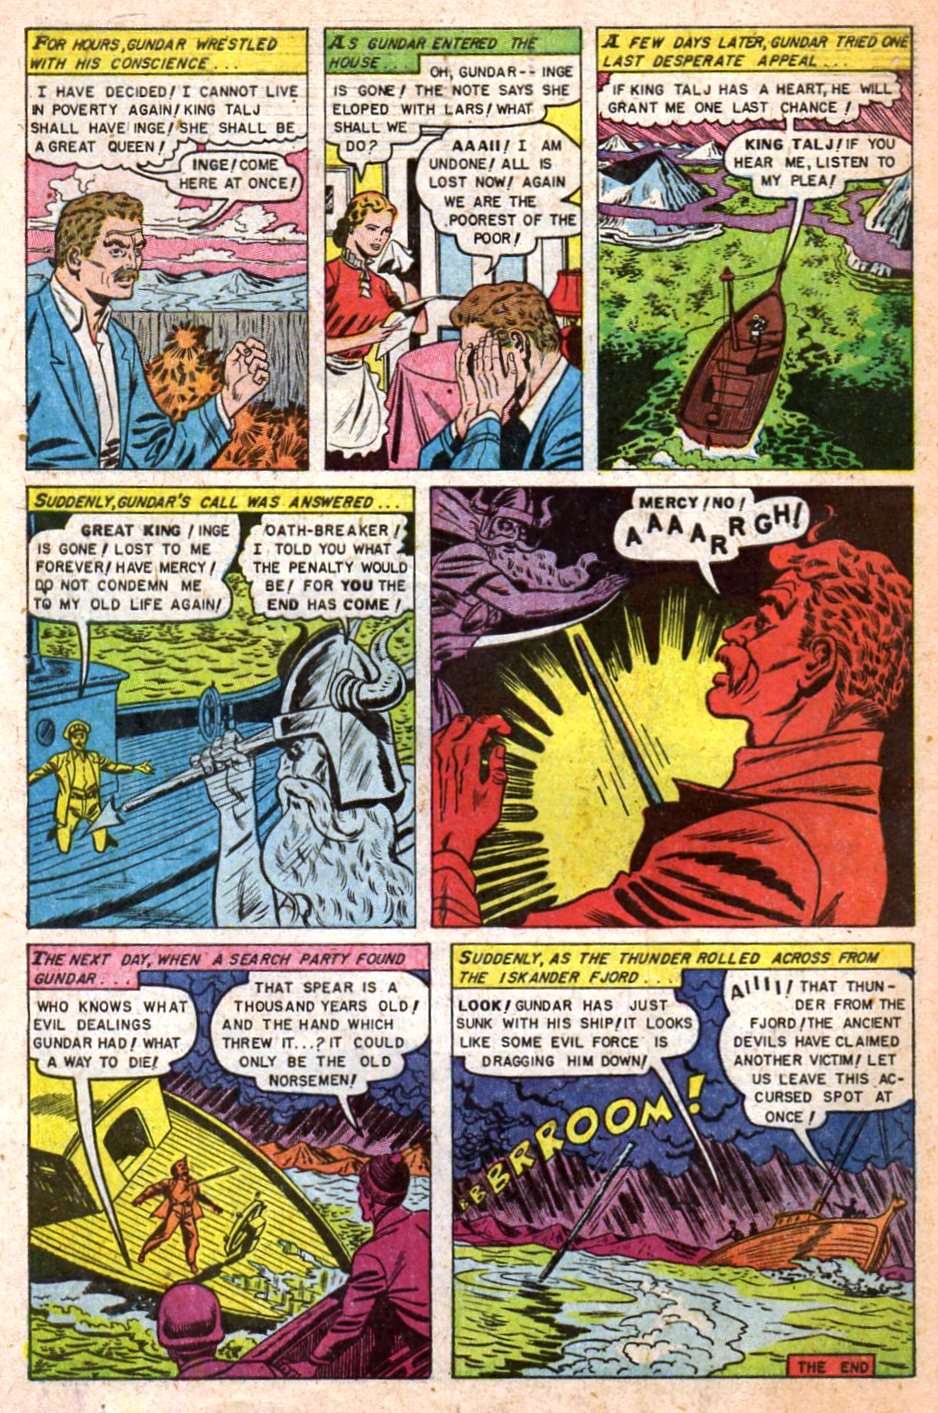 FOR HOURS, GUNDAR WRESTLED
WITH HIS CONSCIENCE...
I HAVE DECIDED! I CANNOT LIVE
IN POVERTY AGAIN! KING TALJ
SHALL HAVE INGE! SHE SHALL BE
A GREAT QUEEN!
INGE! COME
HERE AT ONCE!
AS GUNDAR ENTERED THE
HOUSE...
OH, GUNDAR-- INGE
IS GONE! THE NOTE SAYS SHE
ELOPED WITH LARS! WHAT
SHALL WE
DO?
AAAII! I AM
UNDONE! ALL IS
LOST NOW! AGAIN
WE ARE THE
POOREST OF THE
POOR!
A FEW DAYS LATER, GUNDAR TRIED ONE
LAST DESPERATE APPEAL...
IF KING TALJ HAS A HEART, HE WILL
GRANT ME ONE LAST CHANCE!
KING TALJ! IF YOU
HEAR ME, LISTEN TO
MY PLEA!
SUDDENLY, GUNDAR'S CALL WAS ANSWERED...
GREAT KING! INGE
IS GONE! LOST TO ME
FOREVER! HAVE MERCY!
DO NOT CONDEMN ME
TO MY OLD LIFE AGAIN!
OATH-BREAKER!
I TOLD YOU WHAT
THE PENALTY WOULD
BE! FOR YOU THE
END HAS COME!
MERCY! NO!
AAAARRGH!
THE NEXT DAY, WHEN A SEARCH PARTY FOUND
GUNDAR...
WHO KNOWS WHAT
EVIL DEALINGS
GUNDAR HAD! WHAT
A WAY TO DIE!
THAT SPEAR IS A
THOUSAND YEARS OLD!
AND THE HAND WHICH
THREW IT...? IT COULD
ONLY BE THE OLD
NORSEMEN!
SUDDENLY, AS THE THUNDER ROLLED ACROSS FROM
THE ISKANDER FJORD...
LOOK! GUNDAR HAS JUST
SUNK WITH HIS SHIP! IT LOOKS
LIKE SOME EVIL FORCE IS
DRAGGING HIM DOWN!
AIIII! THAT THUN-
DER FROM THE
FJORD! THE ANCIENT
DEVILS HAVE CLAIMED
ANOTHER VICTIM! LET
US LEAVE THIS AC-
CURSED SPOT AT
ONCE!
BBBRRROOM!
THE END